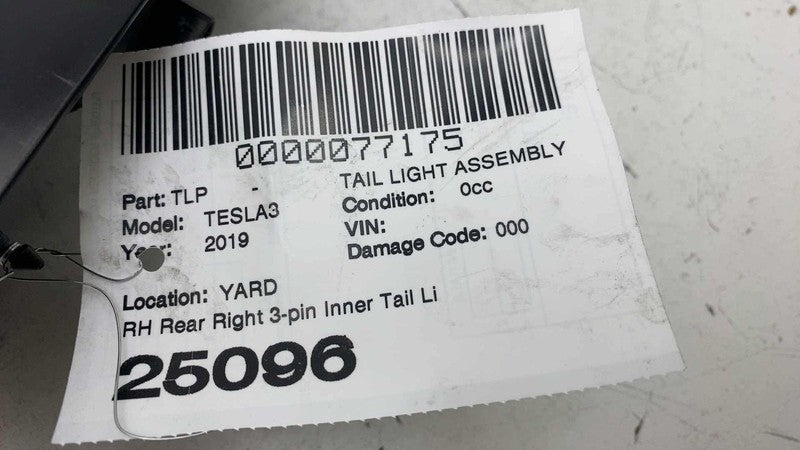 0000077175
Part: TLP - TAIL LIGHT ASSEMBLY
Model: TESLA3 Condition: 0cc
Year: 2019 VIN:
Damage Code: 000
Location: YARD
RH Rear Right 3-pin Inner Tail Li
25096